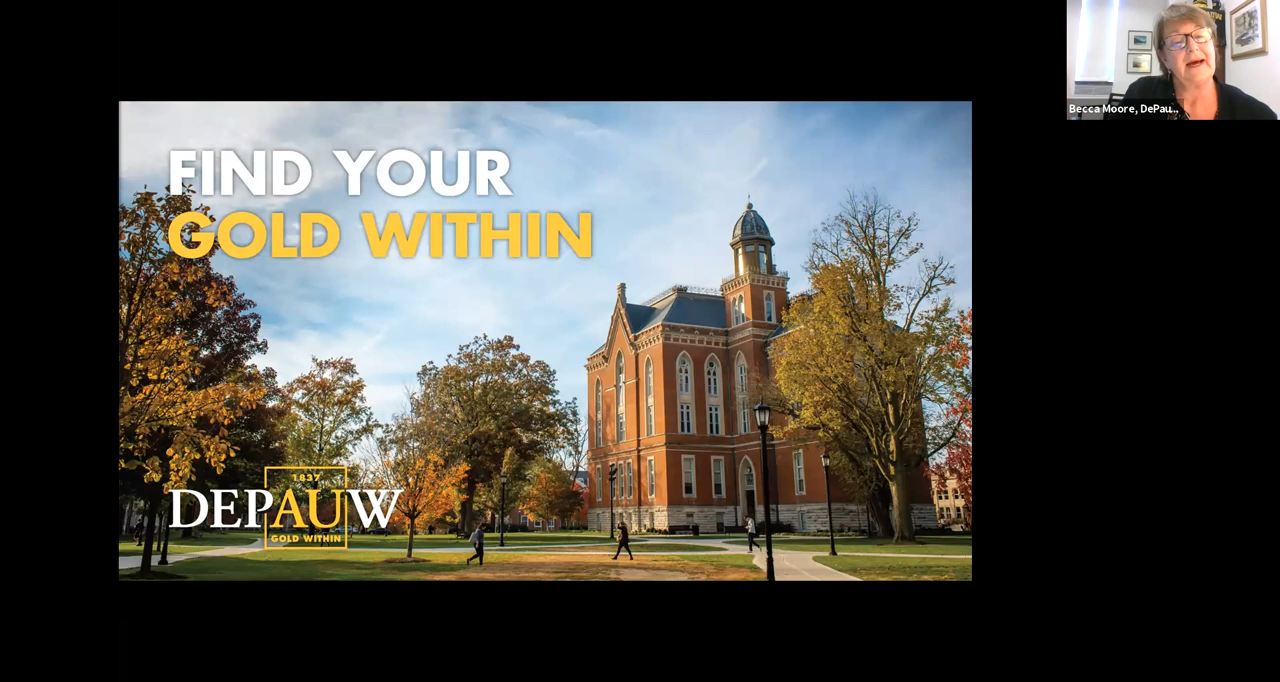 FIND YOUR
GOLD WITHIN
1837
DEPAUW
GOLD WITHIN
Becca Moore, DePau...